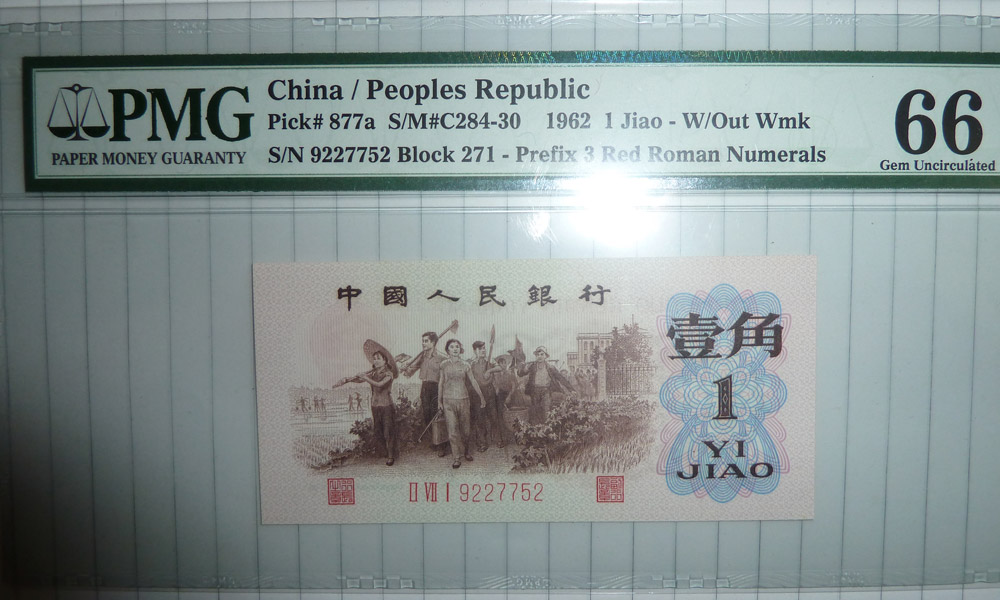 PMG
PAPER MONEY GUARANTY
China / Peoples Republic
Pick# 877a S/M#C284-30 1962 1 Jiao - W/Out Wmk
S/N 9227752 Block 271 - Prefix 3 Red Roman Numerals
66
Gem Uncirculated
中國人民銀行
壹角
1
YI
JIAO
II VII I 9227752